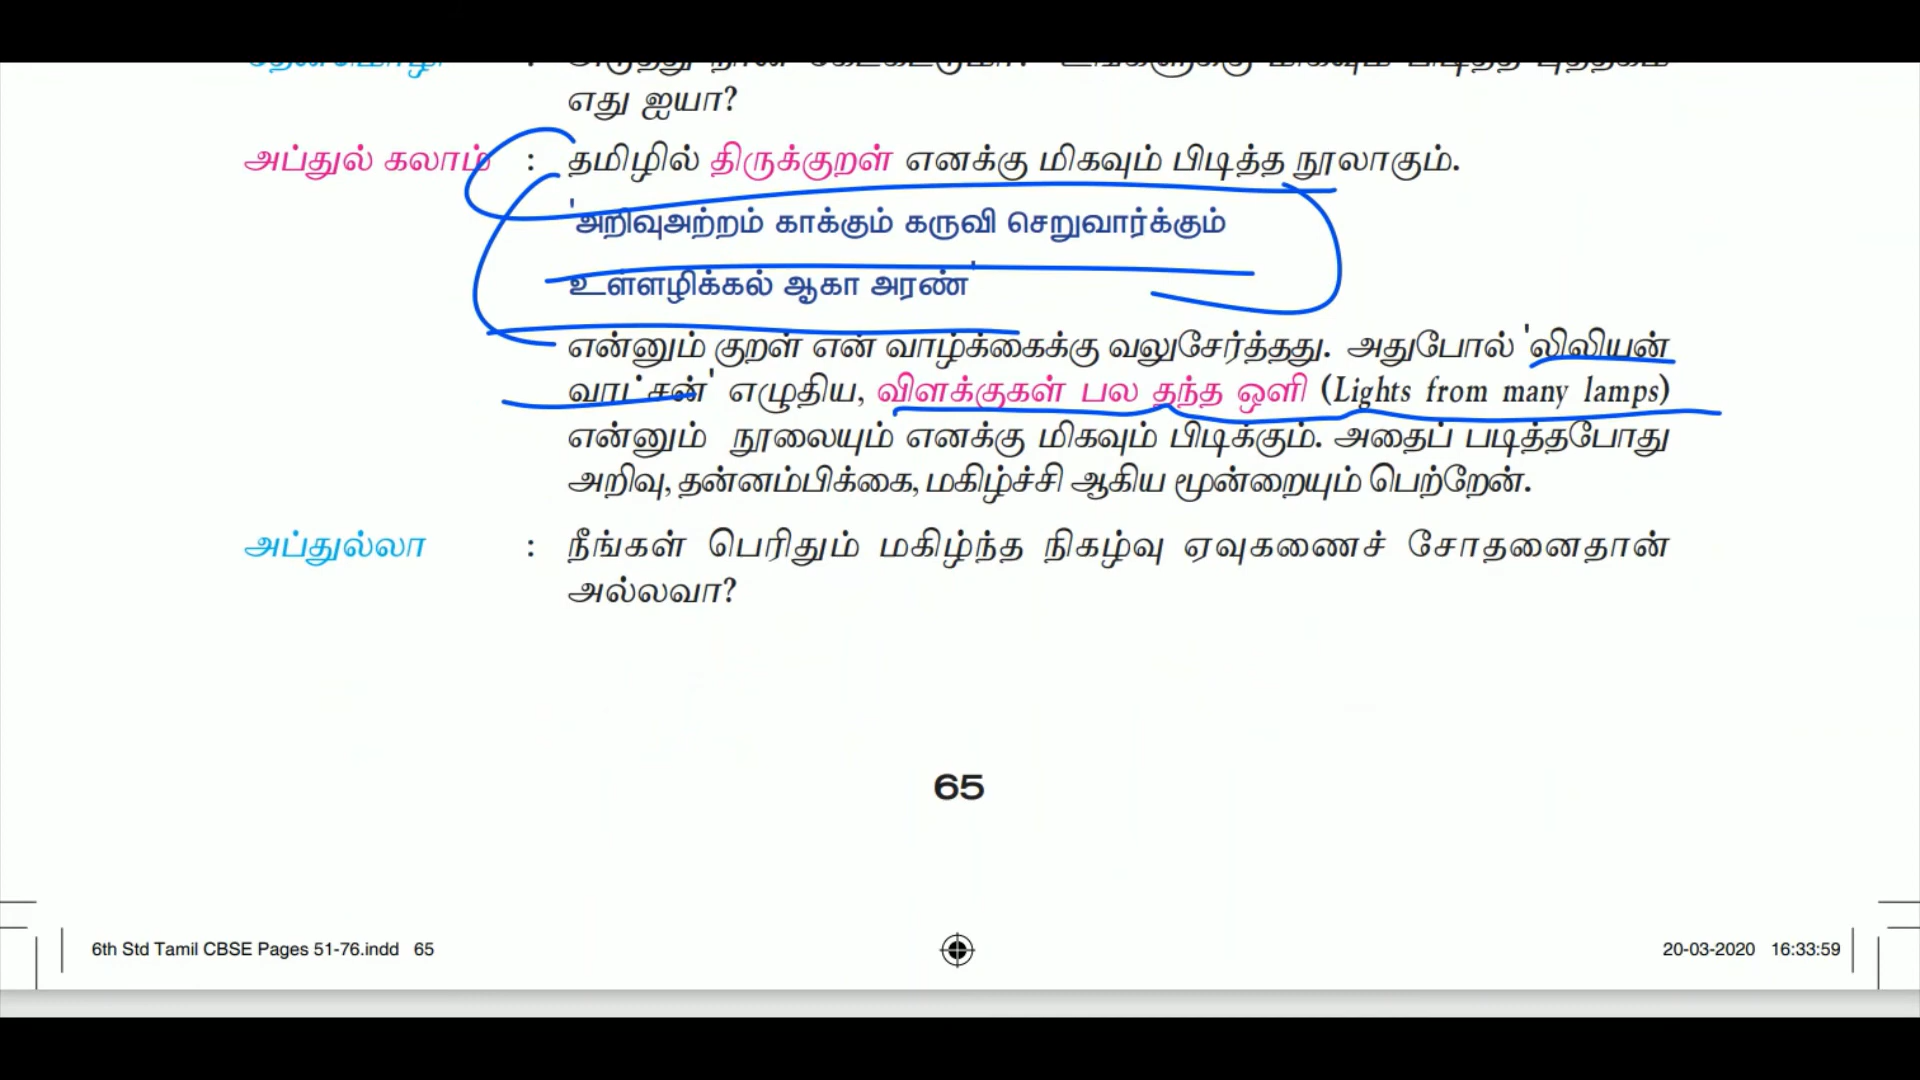 எது ஐயா?
அப்துல் கலாம் : தமிழில் திருக்குறள் எனக்கு மிகவும் பிடித்த நூலாகும்.
'அறிவுஅற்றம் காக்கும் கருவி செறுவார்க்கும்
உள்ளழிக்கல் ஆகா அரண்'
என்னும் குறள் என் வாழ்க்கைக்கு வலுசேர்த்தது. அதுபோல் 'லிலியன்
வாட்சன்' எழுதிய, விளக்குகள் பல தந்த ஒளி (Lights from many lamps)
என்னும் நூலையும் எனக்கு மிகவும் பிடிக்கும். அதைப் படித்தபோது
அறிவு, தன்னம்பிக்கை, மகிழ்ச்சி ஆகிய மூன்றையும் பெற்றேன்.
அப்துல்லா : நீங்கள் பெரிதும் மகிழ்ந்த நிகழ்வு ஏவுகணைச் சோதனைதான்
அல்லவா?
65
6th Std Tamil CBSE Pages 51-76.indd 65
20-03-2020 16:33:59